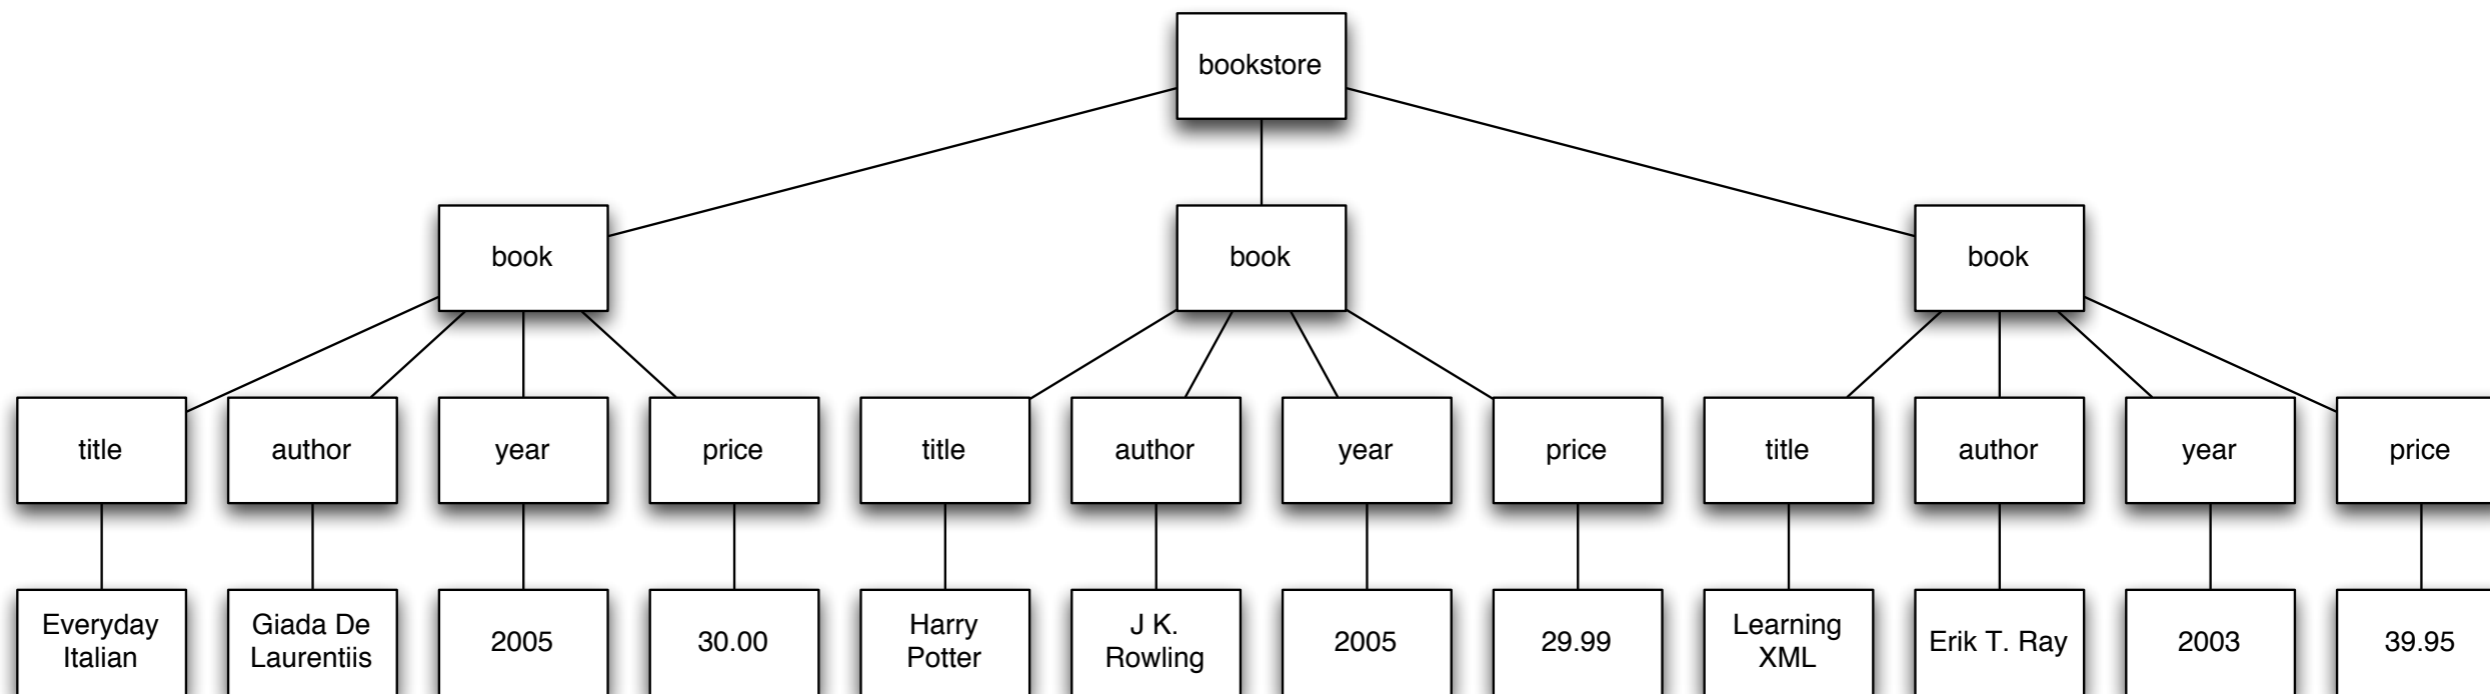 bookstore
book
book
book
title
author
year
price
title
author
year
price
title
author
year
price
Everyday
Italian
Giada De
Laurentiis
2005
30.00
Harry
Potter
J K.
Rowling
2005
29.99
Learning
XML
Erik T. Ray
2003
39.95